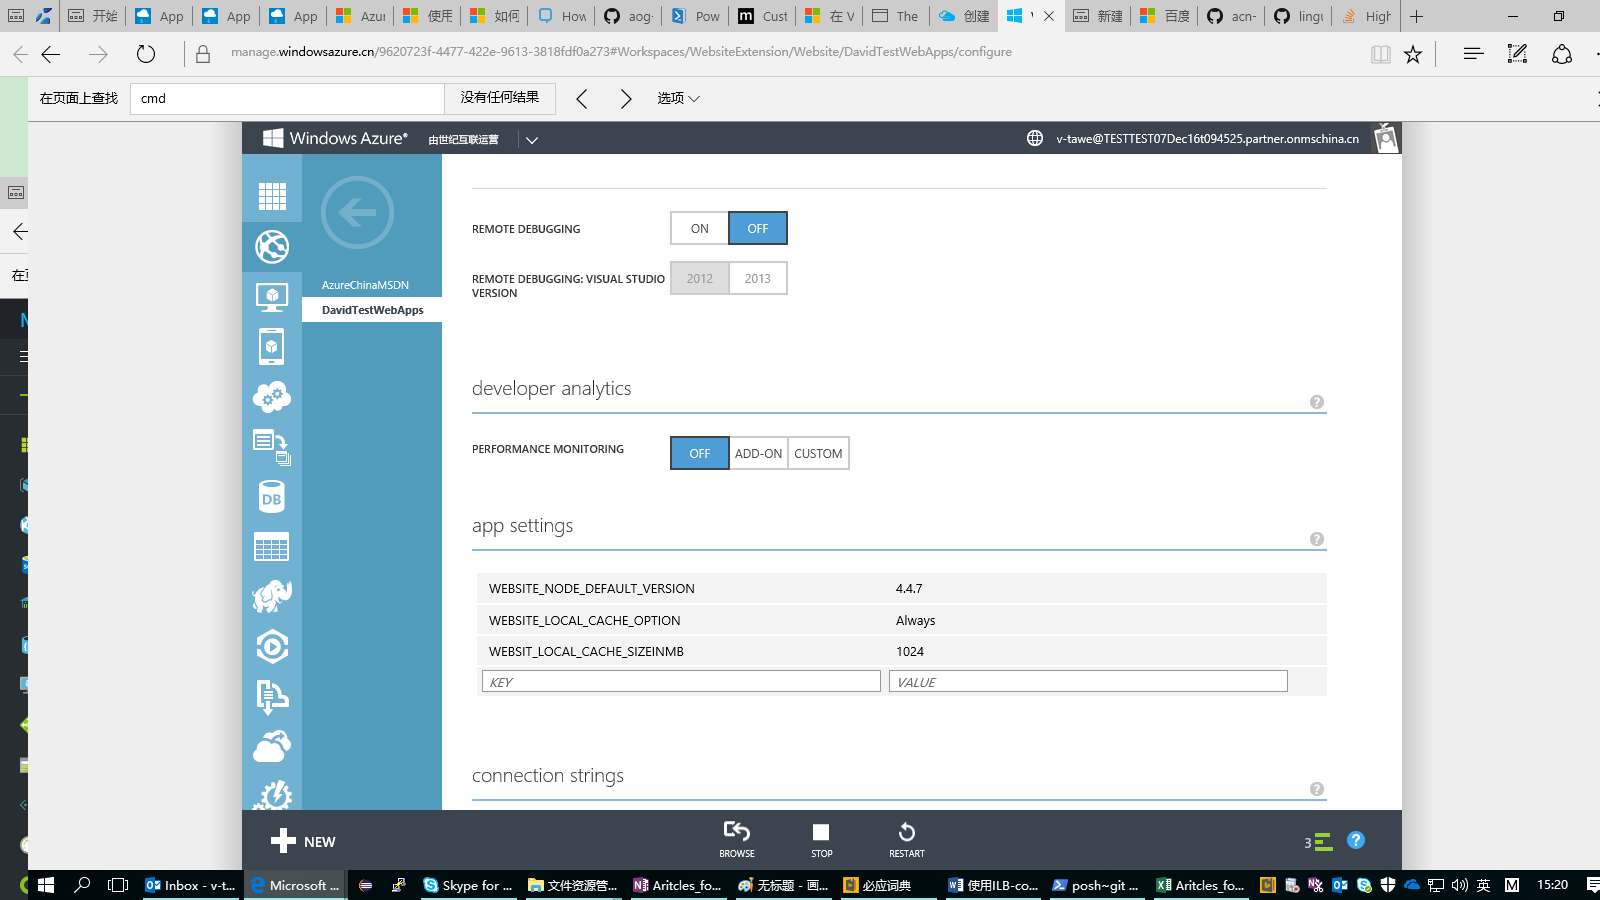 App
开始
App
App
App
Azur
使用
如何
How
aog-
Pow
Cust
在 V
The
创建
新建
百度
acn-
lingu
High
manage.windowsazure.cn/9620723f-4477-422e-9613-3818fdf0a273#Workspaces/WebsiteExtension/Website/DavidTestWebApps/configure
在页面上查找 cmd 没有任何结果 选项
Windows Azure 由世纪互联运营 v-tawe@TESTTEST07Dec16t094525.partner.onmschina.cn
REMOTE DEBUGGING ON OFF
REMOTE DEBUGGING: VISUAL STUDIO VERSION 2012 2013
AzureChinaMSDN
DavidTestWebApps
developer analytics
PERFORMANCE MONITORING OFF ADD-ON CUSTOM
DB
app settings
WEBSITE_NODE_DEFAULT_VERSION 4.4.7
WEBSITE_LOCAL_CACHE_OPTION Always
WEBSIT_LOCAL_CACHE_SIZEINMB 1024
KEY VALUE
connection strings
NEW BROWSE STOP RESTART 3
Inbox - v-t...
Microsoft ...
Skype for ...
文件资源管...
Aritcles_fo...
无标题 - 画...
必应词典
使用ILB-co...
posh~git ...
Aritcles_fo...
英 M 15:20